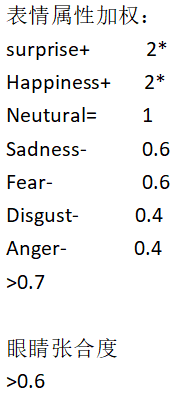 表情属性加权：
surprise+ 2*
Happiness+ 2*
Neutural= 1
Sadness- 0.6
Fear- 0.6
Disgust- 0.4
Anger- 0.4
>0.7
眼睛张合度
>0.6